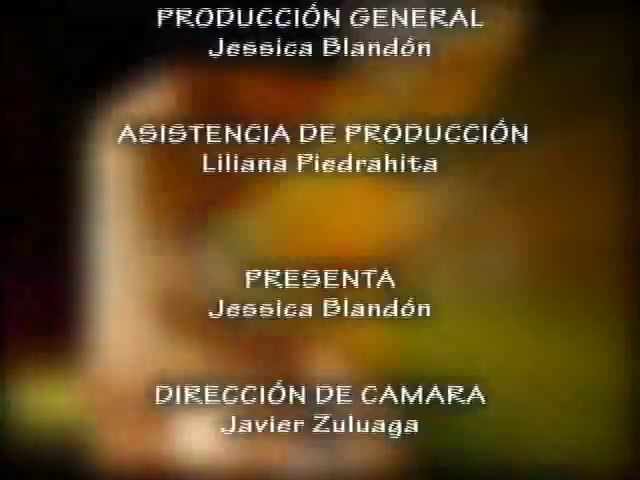 PRODUCCIÓN GENERAL
Jessica Blandón
ASISTENCIA DE PRODUCCIÓN
Liliana Piedrahita
PRESENTA
Jessica Blandón
DIRECCIÓN DE CAMARA
Javier Zuluaga